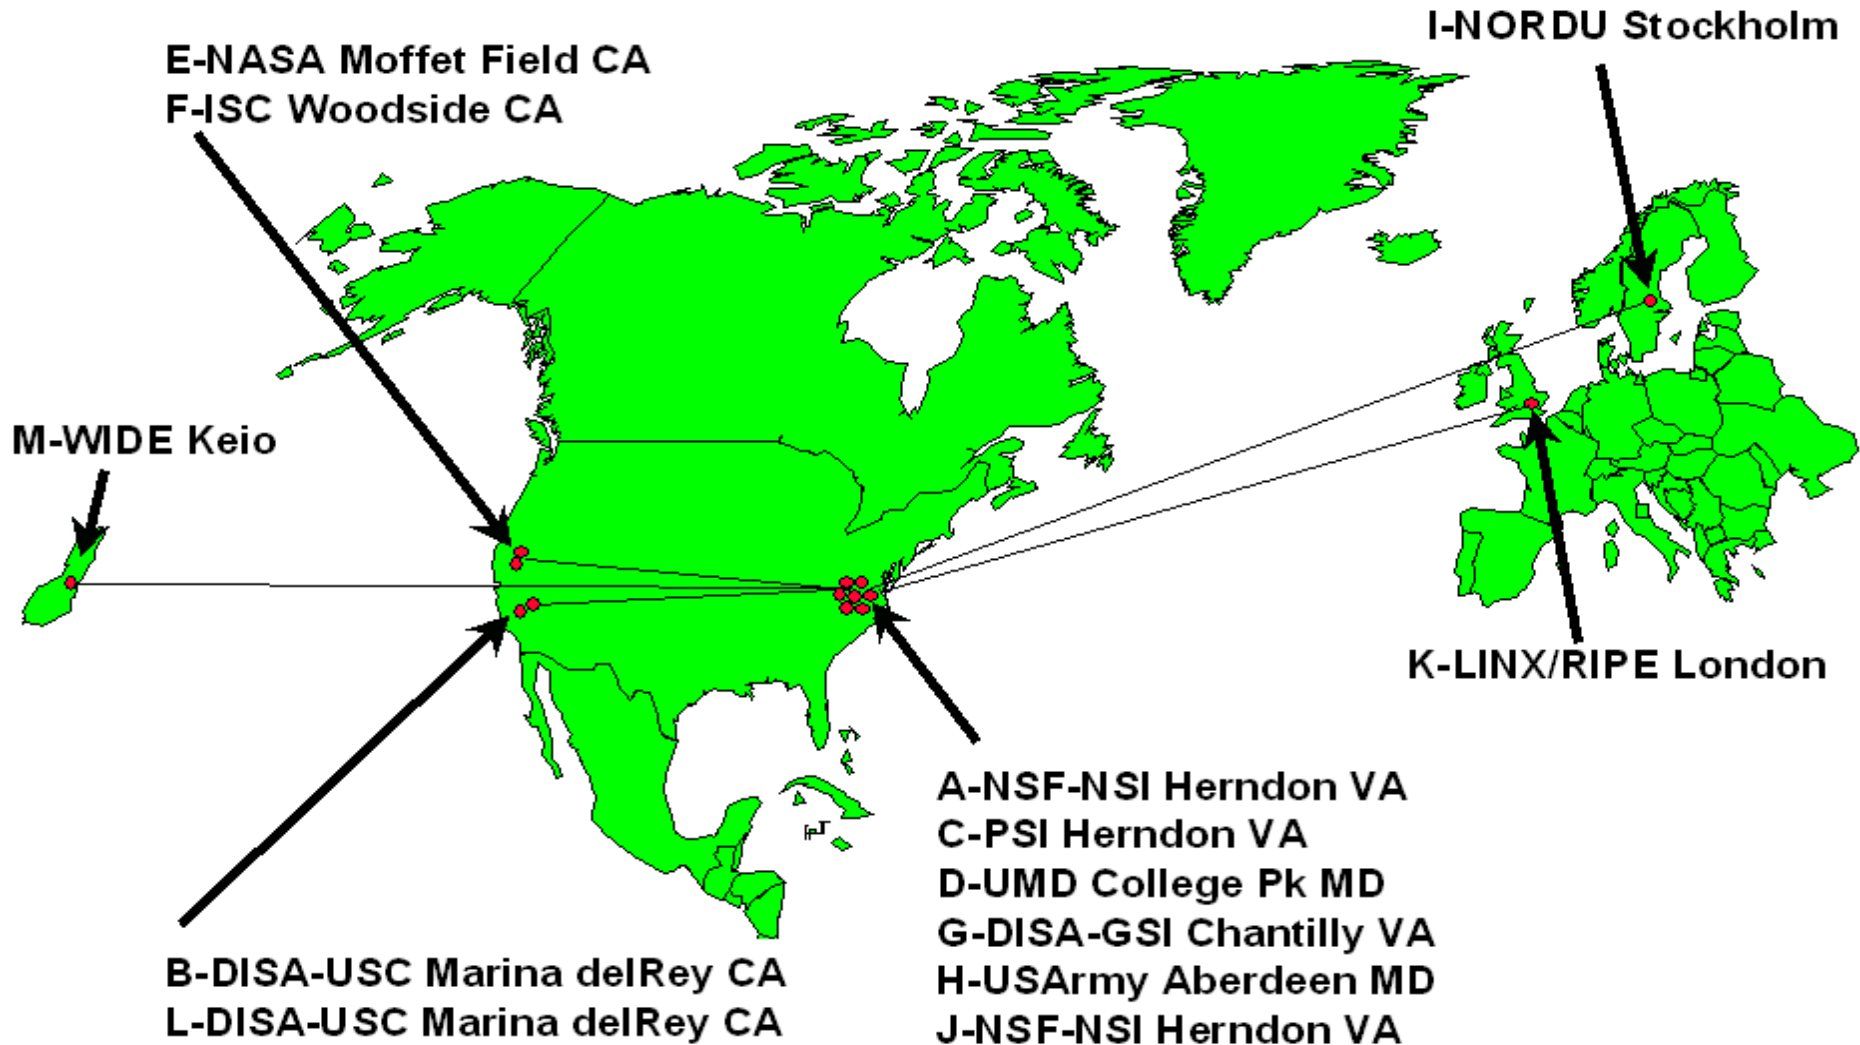 I-NORDU Stockholm
E-NASA Moffet Field CA
F-ISC Woodside CA
M-WIDE Keio
K-LINX/RIPE London
A-NSF-NSI Herndon VA
C-PSI Herndon VA
D-UMD College Pk MD
G-DISA-GSI Chantilly VA
H-USArmy Aberdeen MD
J-NSF-NSI Herndon VA
B-DISA-USC Marina delRey CA
L-DISA-USC Marina delRey CA